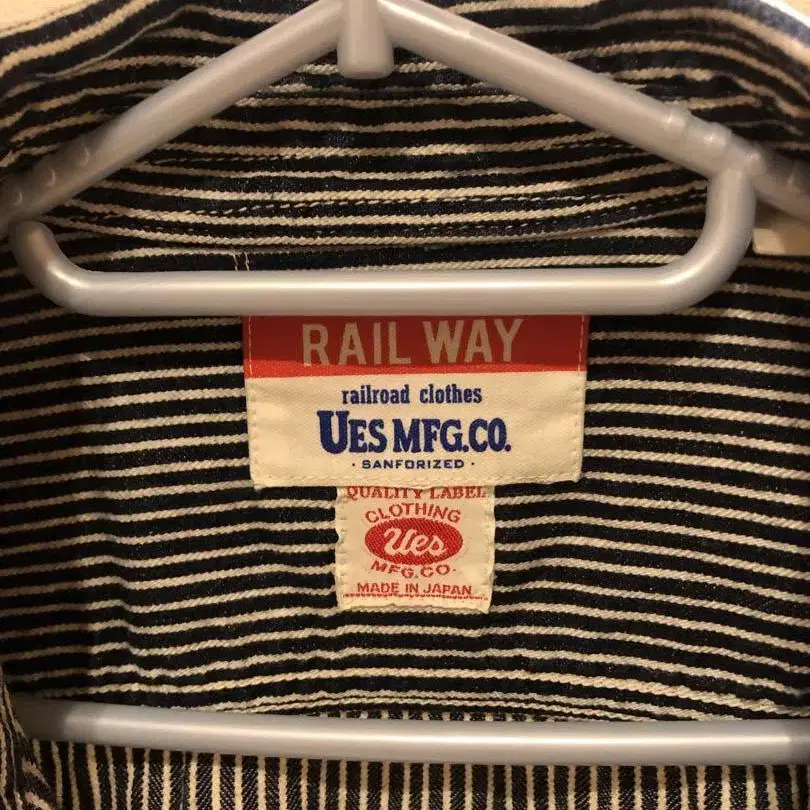 RAIL WAY
railroad clothes
UES MFG.CO.
· SANFORIZED ·
QUALITY LABEL
CLOTHING
Ues
MFG.CO.
MADE IN JAPAN